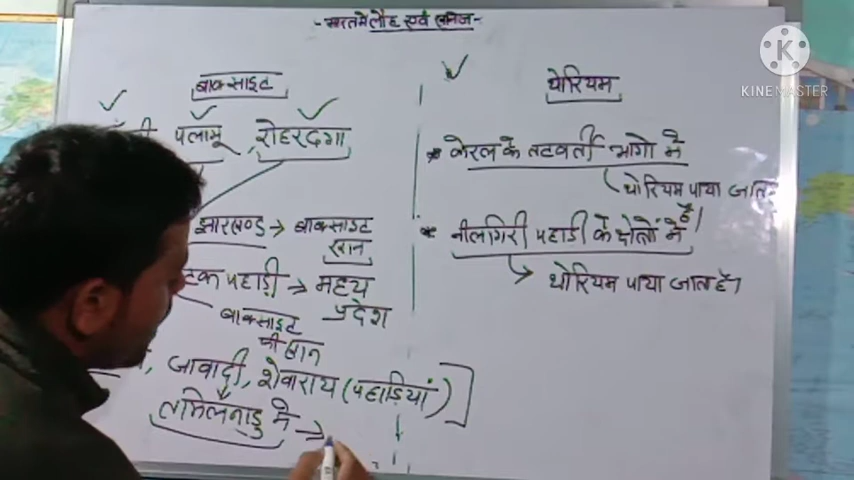 -भारतमे लौह एवं खनिज-
KINEMASTER
बाक्साइट
पलामू, रोहरदगा
झारखण्ड → बाक्साइट
खान
पहाड़ी → मध्य
प्रदेश
बाक्साइट
की खान
, जावादी, शेवाराय (पहाड़ियां)
तमिलनाडु में →
थोरियम
* केरल के तटवर्ती भागो में
थोरियम पाया जाता
है।
* नीलगिरी पहाडी के क्षेत्रों में
→ थोरियम पाया जाता है।